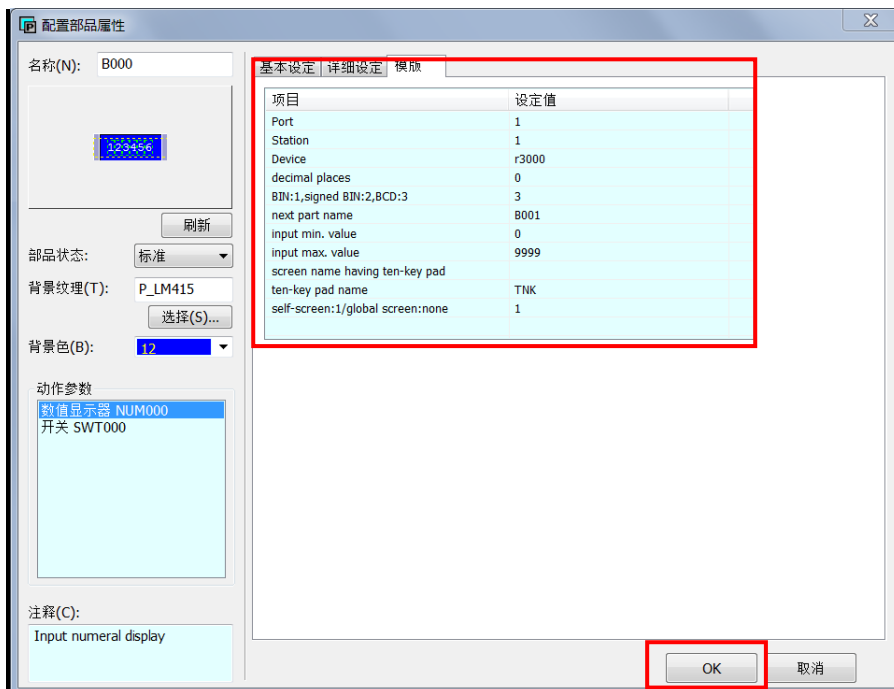 配置部品属性
名称(N): B000
123456
刷新
部品状态: 标准
背景纹理(T): P_LM415
选择(S)...
背景色(B): 12
动作参数
数值显示器 NUM000
开关 SWT000
注释(C):
Input numeral display
基本设定 详细设定 模版
项目 设定值
Port 1
Station 1
Device r3000
decimal places 0
BIN:1,signed BIN:2,BCD:3 3
next part name B001
input min. value 0
input max. value 9999
screen name having ten-key pad
ten-key pad name TNK
self-screen:1/global screen:none 1
OK 取消